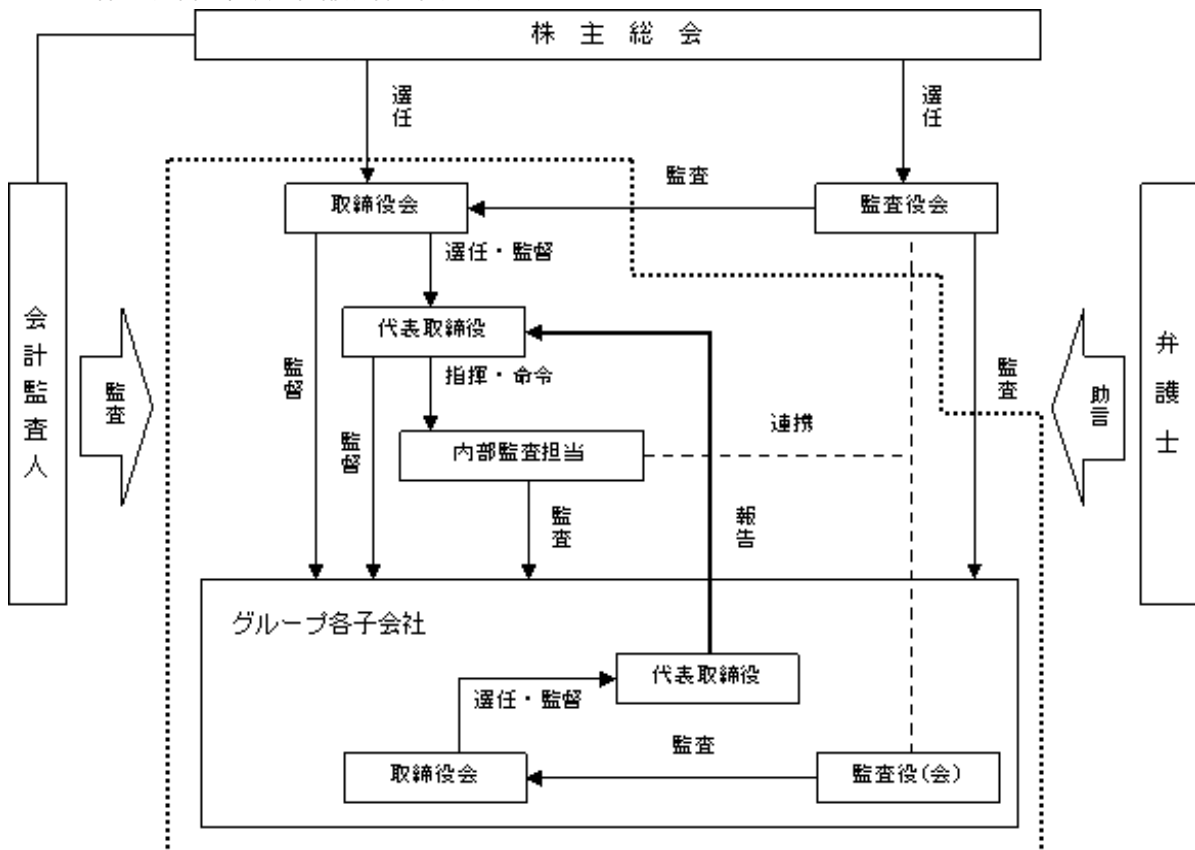 株主総会
選任
選任
監査
取締役会
監査役会
選任・監督
会計監査人
監査
代表取締役
監督
指揮・命令
監査
助言
弁護士
監督
連携
内部監査担当
監査
報告
グループ各子会社
代表取締役
選任・監督
監査
取締役会
監査役(会)